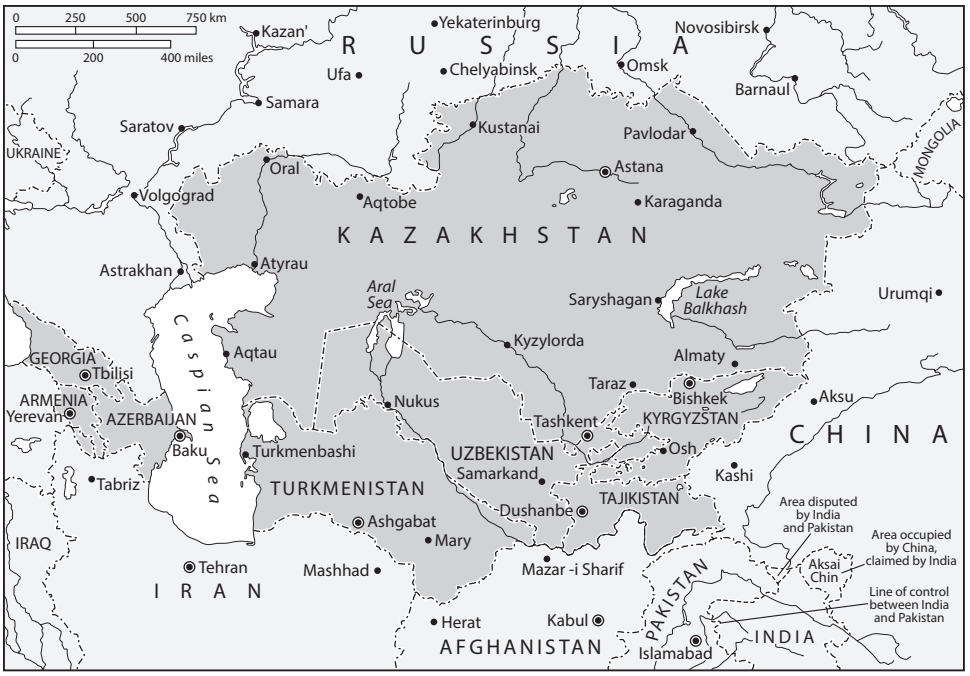 0 250 500 750 km
0 200 400 miles
Kazan'
Yekaterinburg
Novosibirsk
RUSSIA
Ufa
Chelyabinsk
Omsk
Barnaul
Samara
Saratov
Kustanai
Pavlodar
UKRAINE
MONGOLIA
Oral
Astana
Volgograd
Aqtobe
Karaganda
KAZAKHSTAN
Astrakhan
Atyrau
Aral
Sea
Saryshagan
Lake
Balkhash
Urumqi
Caspian Sea
GEORGIA
Tbilisi
Aqtau
Kyzylorda
Almaty
Taraz
Bishkek
ARMENIA
Yerevan
AZERBAIJAN
Nukus
Aksu
KYRGYZSTAN
Tashkent
CHINA
Baku
Turkmenbashi
UZBEKISTAN
Osh
Samarkand
Kashi
Tabriz
TURKMENISTAN
TAJIKISTAN
Dushanbe
Area disputed
by India
and Pakistan
Ashgabat
Mary
IRAQ
Area occupied
by China,
claimed by India
Aksai
Chin
Tehran
Mashhad
Mazar -i Sharif
IRAN
PAKISTAN
Line of control
between India
and Pakistan
Herat
Kabul
AFGHANISTAN
Islamabad
INDIA